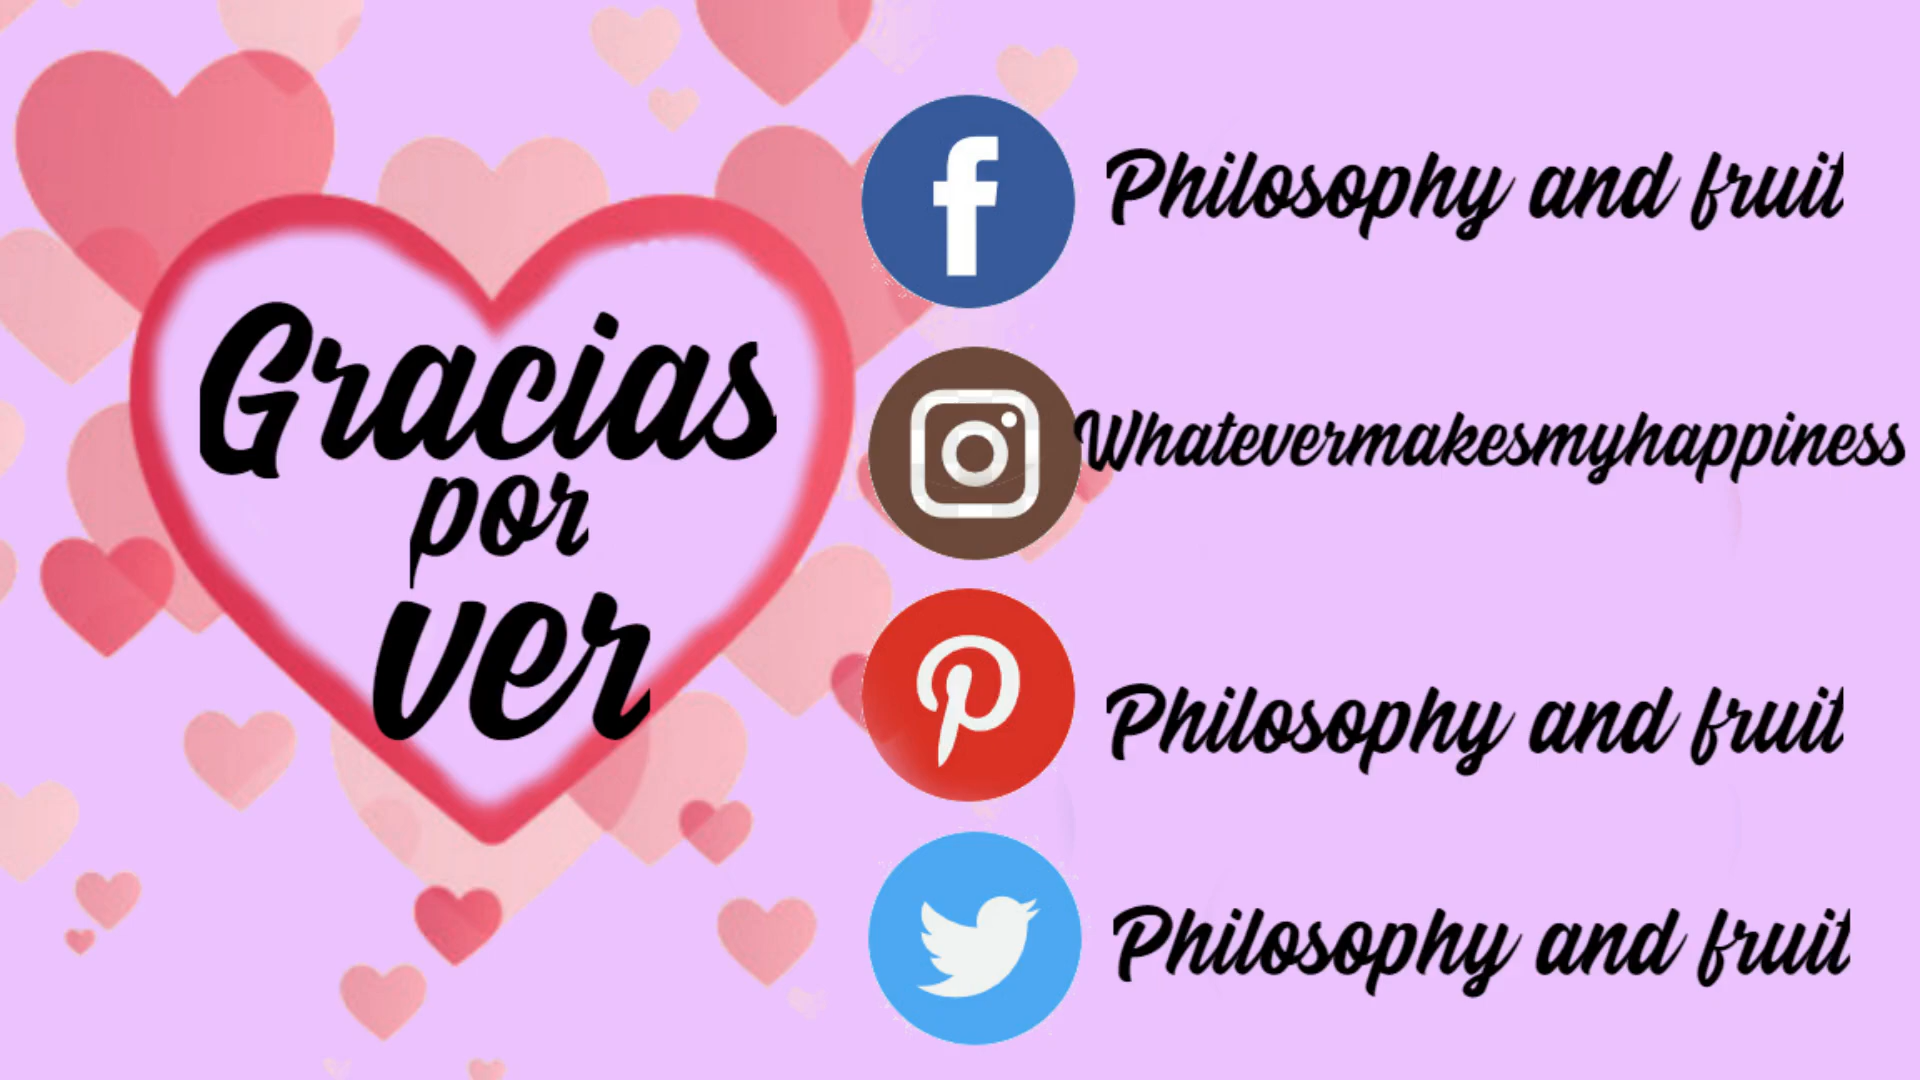 Gracias
por
ver
Philosophy and fruit
Whatevermakesmyhappiness
Philosophy and fruit
Philosophy and fruit